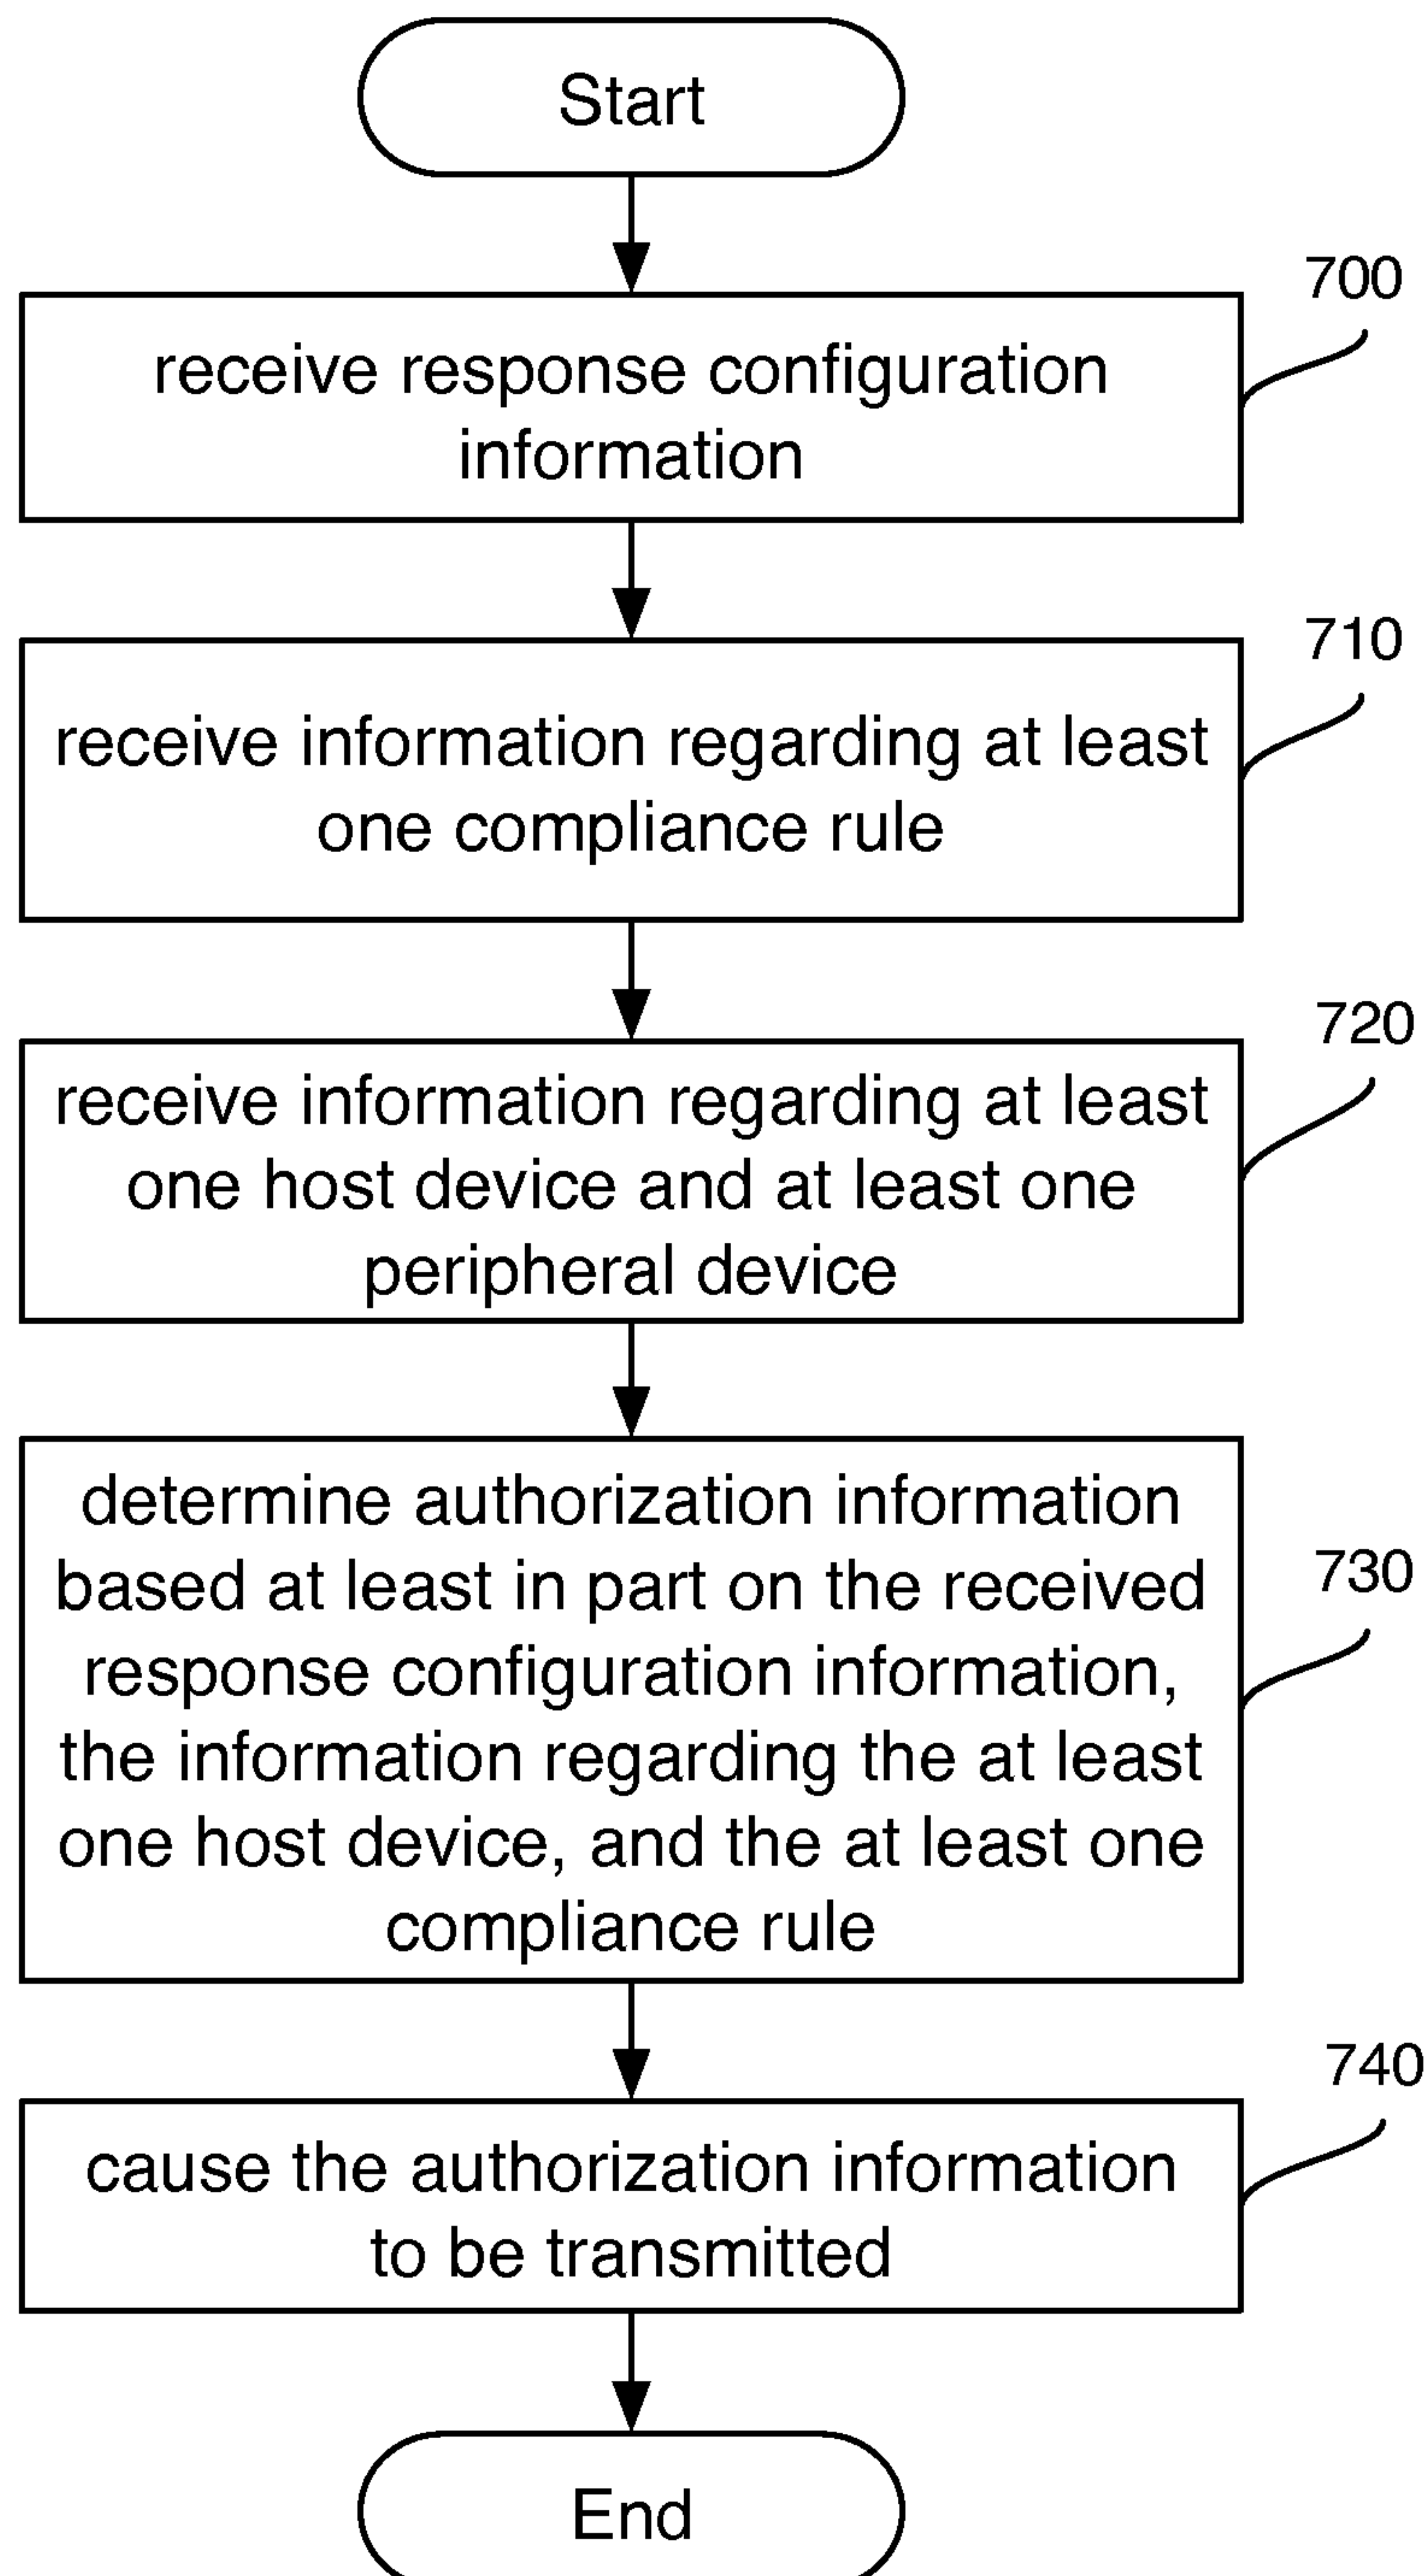 Start
700
receive response configuration
information
710
receive information regarding at least
one compliance rule
720
receive information regarding at least
one host device and at least one
peripheral device
730
determine authorization information
based at least in part on the received
response configuration information,
the information regarding the at least
one host device, and the at least one
compliance rule
740
cause the authorization information
to be transmitted
End